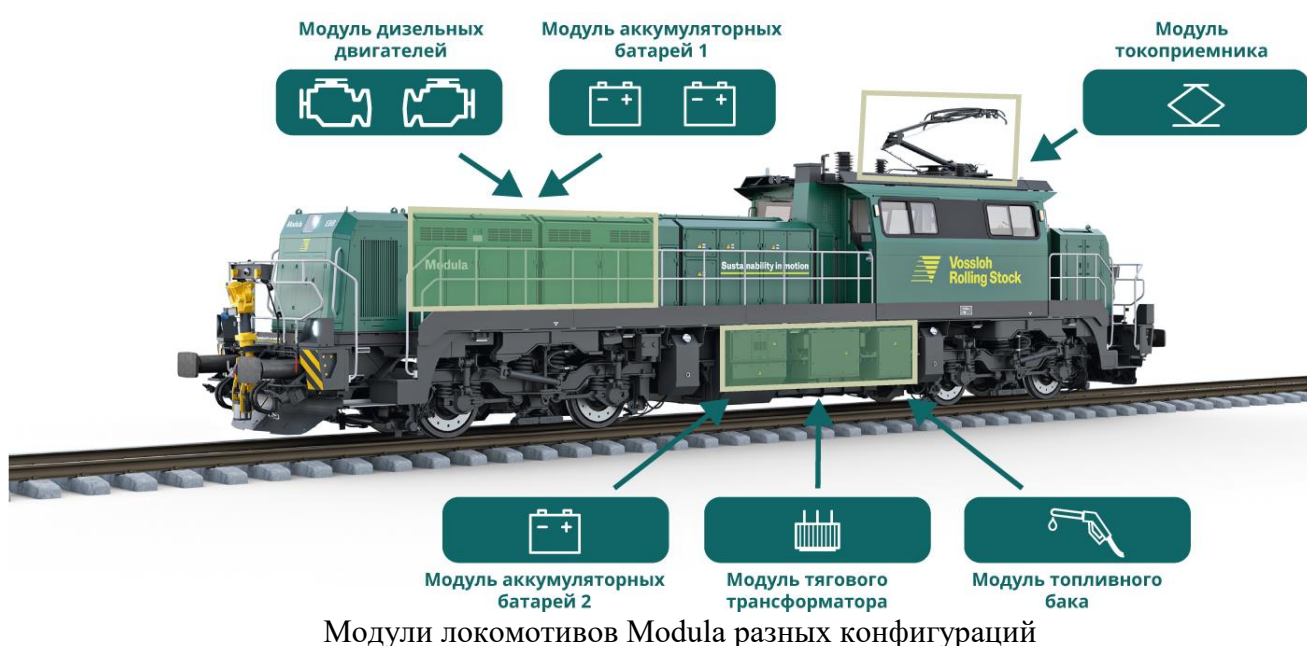 Модуль дизельных
двигателей
Модуль аккумуляторных
батарей 1
Модуль
токоприемника
Modula
Sustainability in motion
Vossloh
Rolling Stock
Modula
Модуль аккумуляторных
батарей 2
Модуль тягового
трансформатора
Модуль топливного
бака
Модули локомотивов Modula разных конфигураций